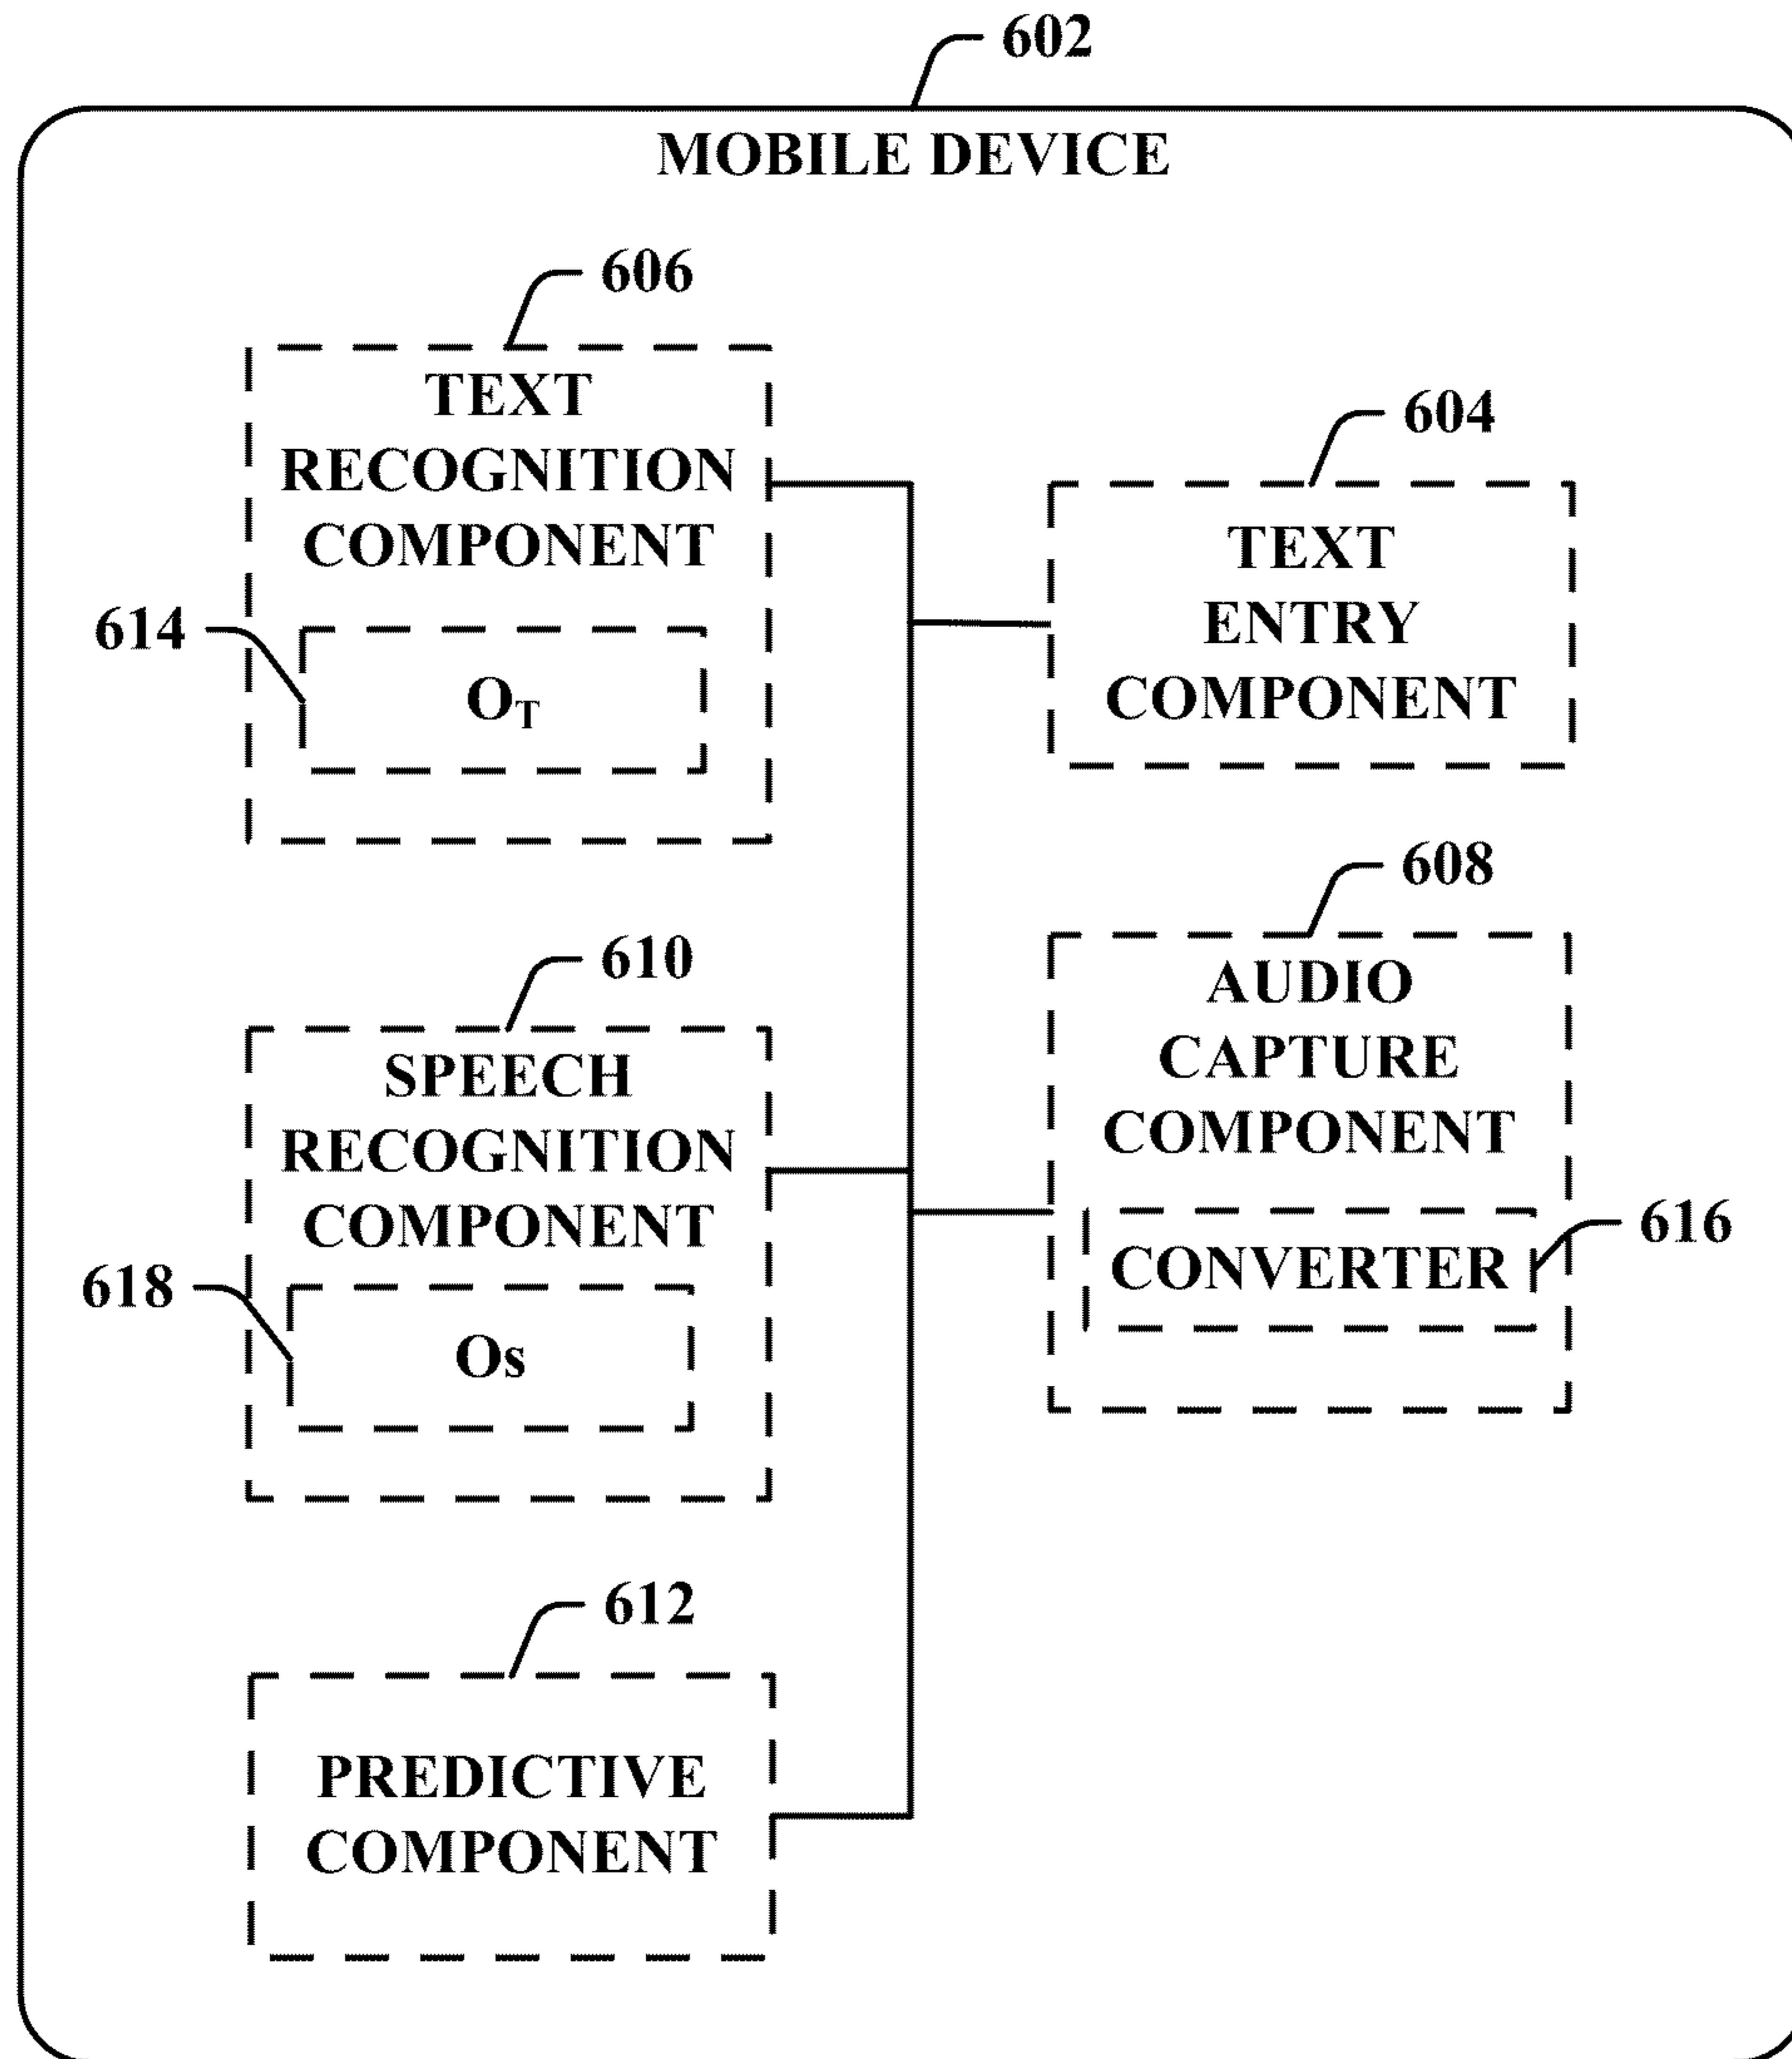 602
MOBILE DEVICE
606
TEXT
RECOGNITION
COMPONENT
614
O_T
604
TEXT
ENTRY
COMPONENT
610
SPEECH
RECOGNITION
COMPONENT
618
Os
608
AUDIO
CAPTURE
COMPONENT
CONVERTER
616
612
PREDICTIVE
COMPONENT